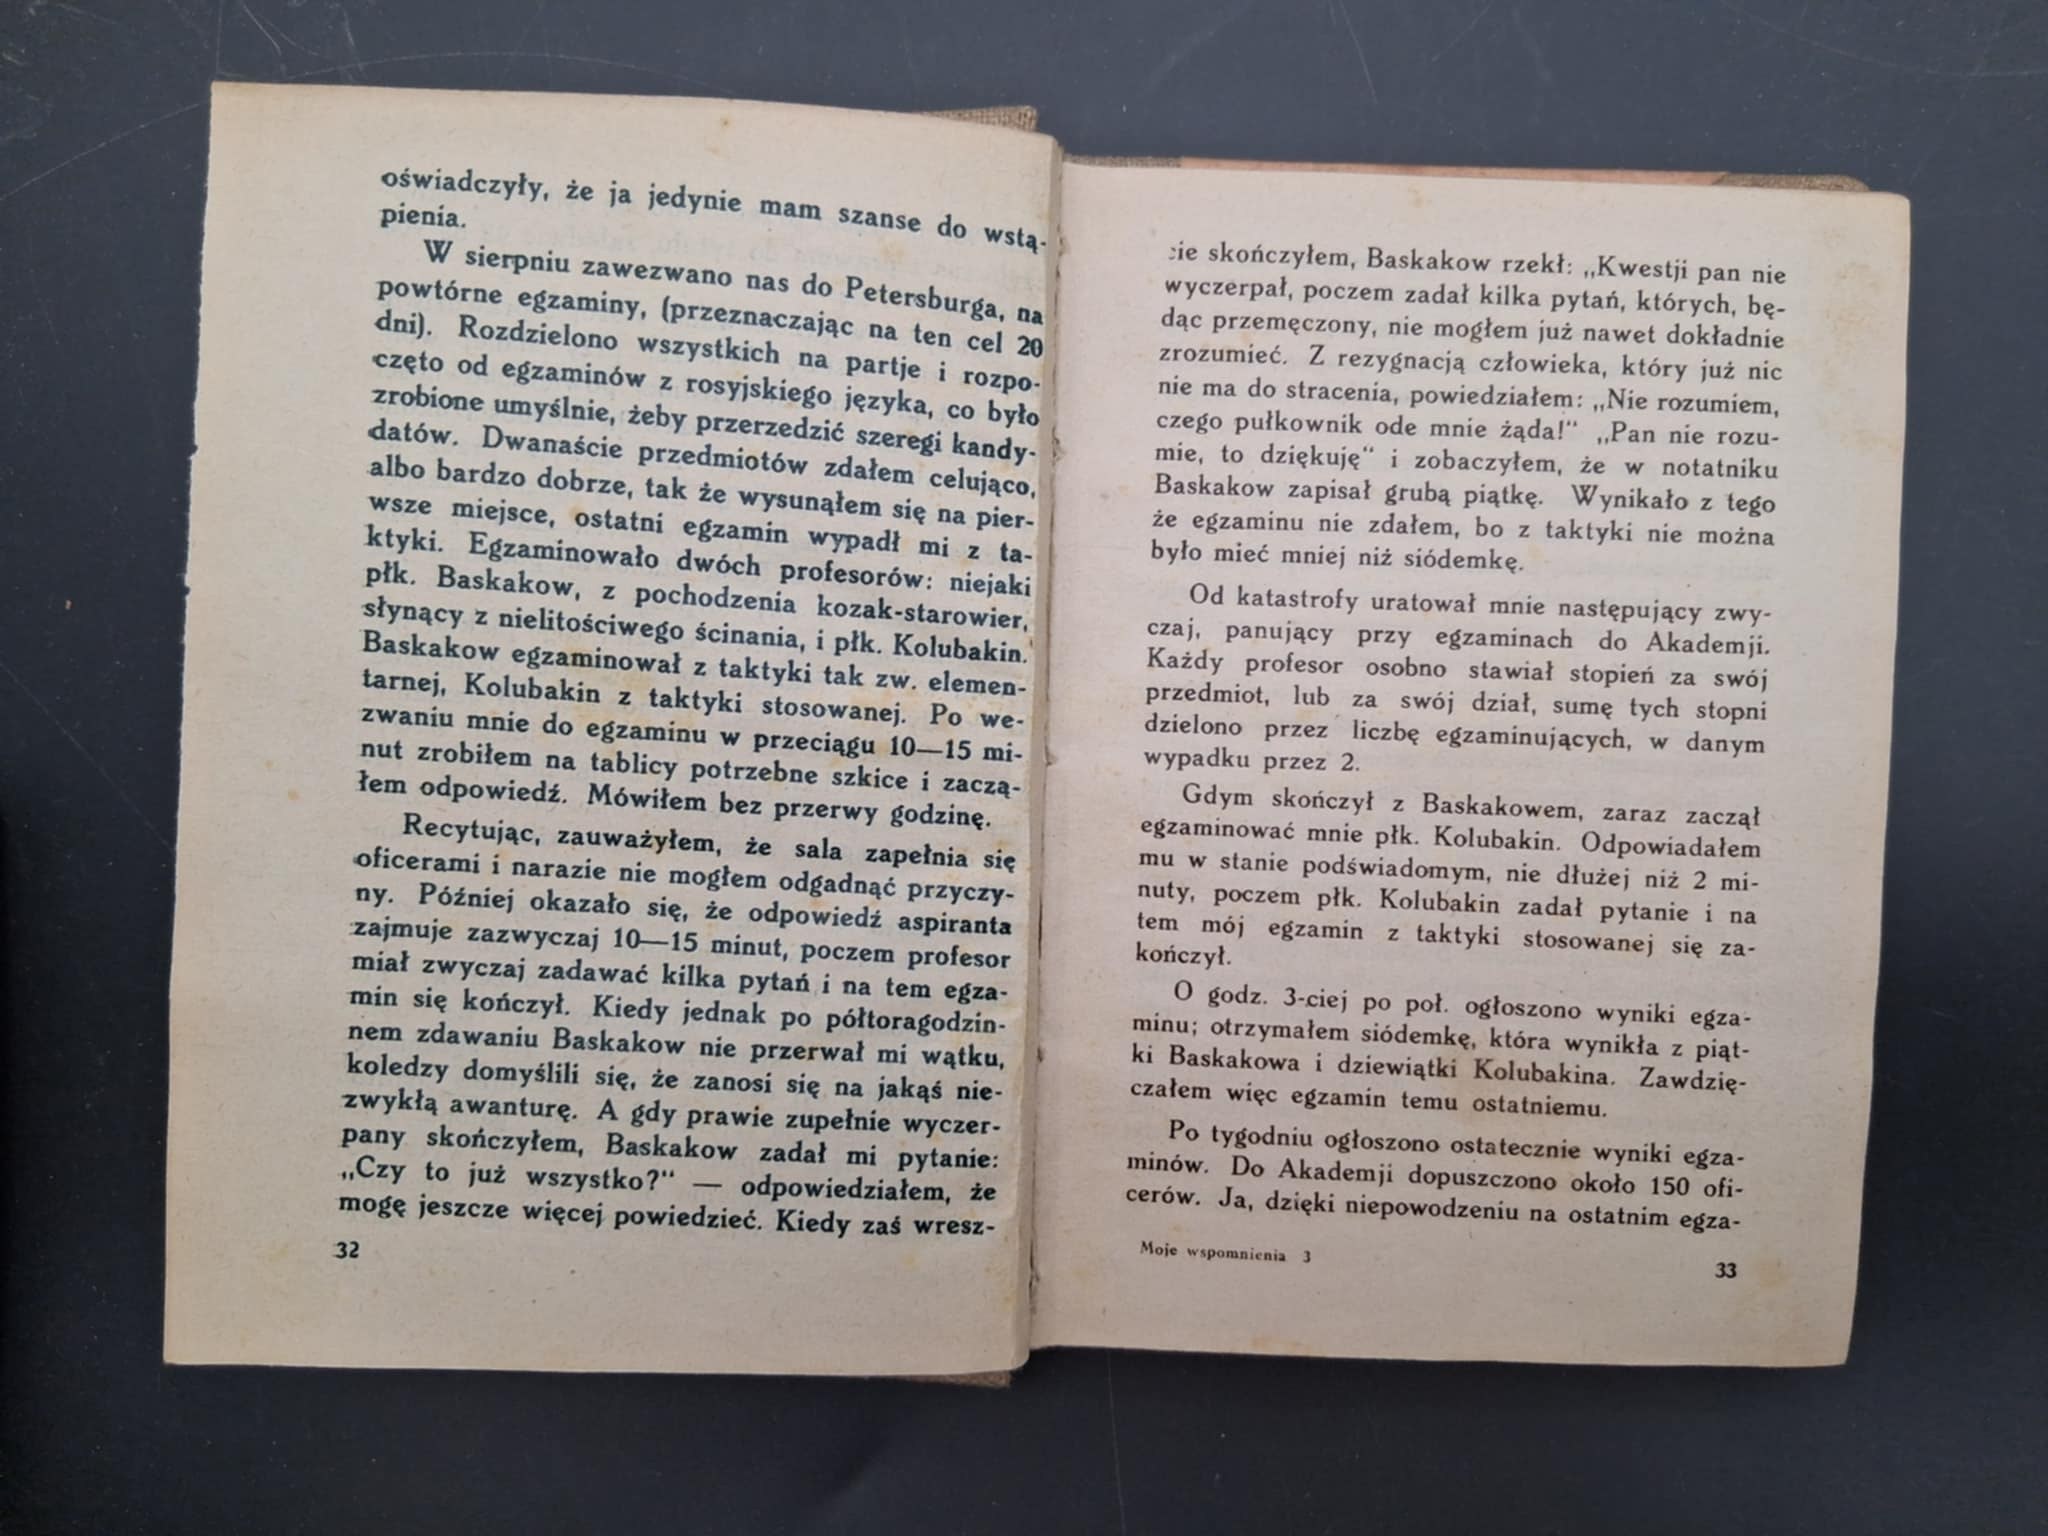 oświadczyły, że ja jedynie mam szanse do wstą-
pienia.
W sierpniu zawezwano nas do Petersburga, na
powtórne egzaminy, (przeznaczając na ten cel 20
dni). Rozdzielono wszystkich na partje i rozpo-
częto od egzaminów z rosyjskiego języka, co było
zrobione umyślnie, żeby przerzedzić szeregi kandy-
datów. Dwanaście przedmiotów zdałem celująco,
albo bardzo dobrze, tak że wysunąłem się na pier-
wsze miejsce, ostatni egzamin wypadł mi z ta-
ktyki. Egzaminowało dwóch profesorów: niejaki
płk. Baskakow, z pochodzenia kozak-starowier,
słynący z nielitościwego ścinania, i płk. Kolubakin.
Baskakow egzaminował z taktyki tak zw. elemen-
tarnej, Kolubakin z taktyki stosowanej. Po we-
zwaniu mnie do egzaminu w przeciągu 10—15 mi-
nut zrobiłem na tablicy potrzebne szkice i zaczą-
łem odpowiedź. Mówiłem bez przerwy godzinę.
Recytując, zauważyłem, że sala zapełnia się
oficerami i narazie nie mogłem odgadnąć przyczy-
ny. Później okazało się, że odpowiedź aspiranta
zajmuje zazwyczaj 10—15 minut, poczem profesor
miał zwyczaj zadawać kilka pytań i na tem egza-
min się kończył. Kiedy jednak po półtoragodzin-
nem zdawaniu Baskakow nie przerwał mi wątku,
koledzy domyślili się, że zanosi się na jakąś nie-
zwykłą awanturę. A gdy prawie zupełnie wyczer-
pany skończyłem, Baskakow zadał mi pytanie:
„Czy to już wszystko?" — odpowiedziałem, że
mogę jeszcze więcej powiedzieć. Kiedy zaś wresz-
32
cie skończyłem, Baskakow rzekł: „Kwestji pan nie
wyczerpał, poczem zadał kilka pytań, których, bę-
dąc przemęczony, nie mogłem już nawet dokładnie
zrozumieć. Z rezygnacją człowieka, który już nic
nie ma do stracenia, powiedziałem: „Nie rozumiem,
czego pułkownik ode mnie żąda!" „Pan nie rozu-
mie, to dziękuję" i zobaczyłem, że w notatniku
Baskakow zapisał grubą piątkę. Wynikało z tego
że egzaminu nie zdałem, bo z taktyki nie można
było mieć mniej niż siódemkę.
Od katastrofy uratował mnie następujący zwy-
czaj, panujący przy egzaminach do Akademji.
Każdy profesor osobno stawiał stopień za swój
przedmiot, lub za swój dział, sumę tych stopni
dzielono przez liczbę egzaminujących, w danym
wypadku przez 2.
Gdym skończył z Baskakowem, zaraz zaczął
egzaminować mnie płk. Kolubakin. Odpowiadałem
mu w stanie podświadomym, nie dłużej niż 2 mi-
nuty, poczem płk. Kolubakin zadał pytanie i na
tem mój egzamin z taktyki stosowanej się za-
kończył.
O godz. 3-ciej po poł. ogłoszono wyniki egza-
minu; otrzymałem siódemkę, która wynikła z piąt-
ki Baskakowa i dziewiątki Kolubakina. Zawdzię-
czałem więc egzamin temu ostatniemu.
Po tygodniu ogłoszono ostatecznie wyniki egza-
minów. Do Akademji dopuszczono około 150 ofi-
cerów. Ja, dzięki niepowodzeniu na ostatnim egza-
Moje wspomnienia 3
33